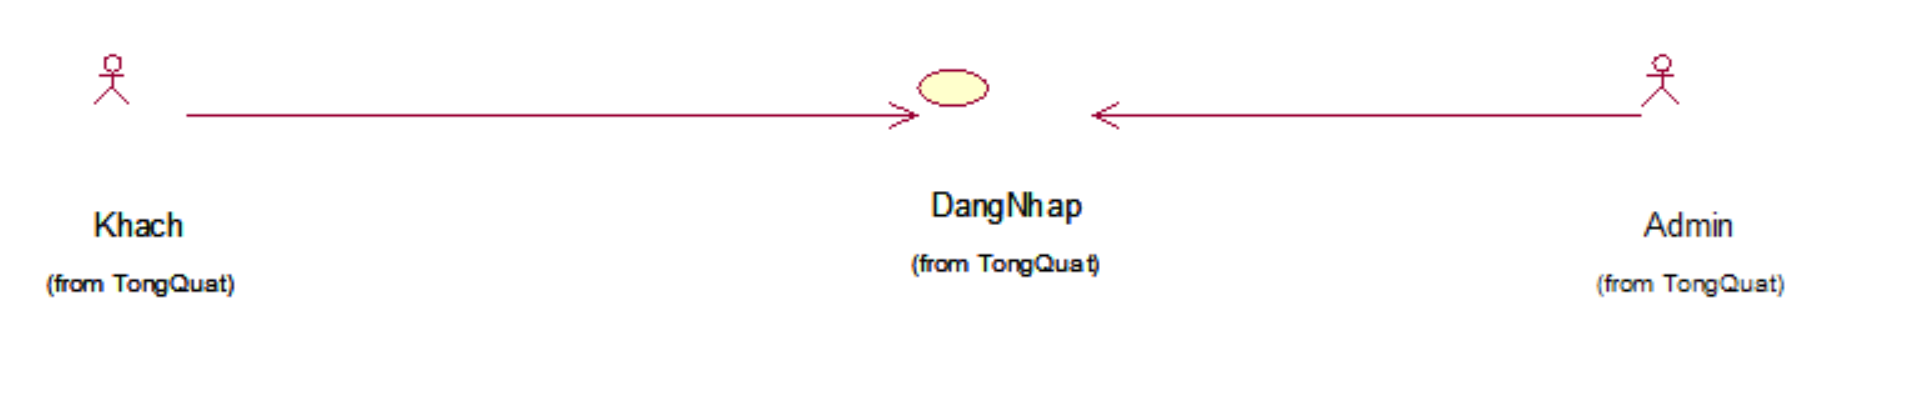 Khach
(from TongQuat)
DangNhap
(from TongQuat)
Admin
(from TongQuat)